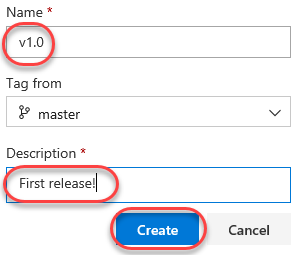 Name *
v1.0
Tag from
master
Description *
First release!
Create Cancel